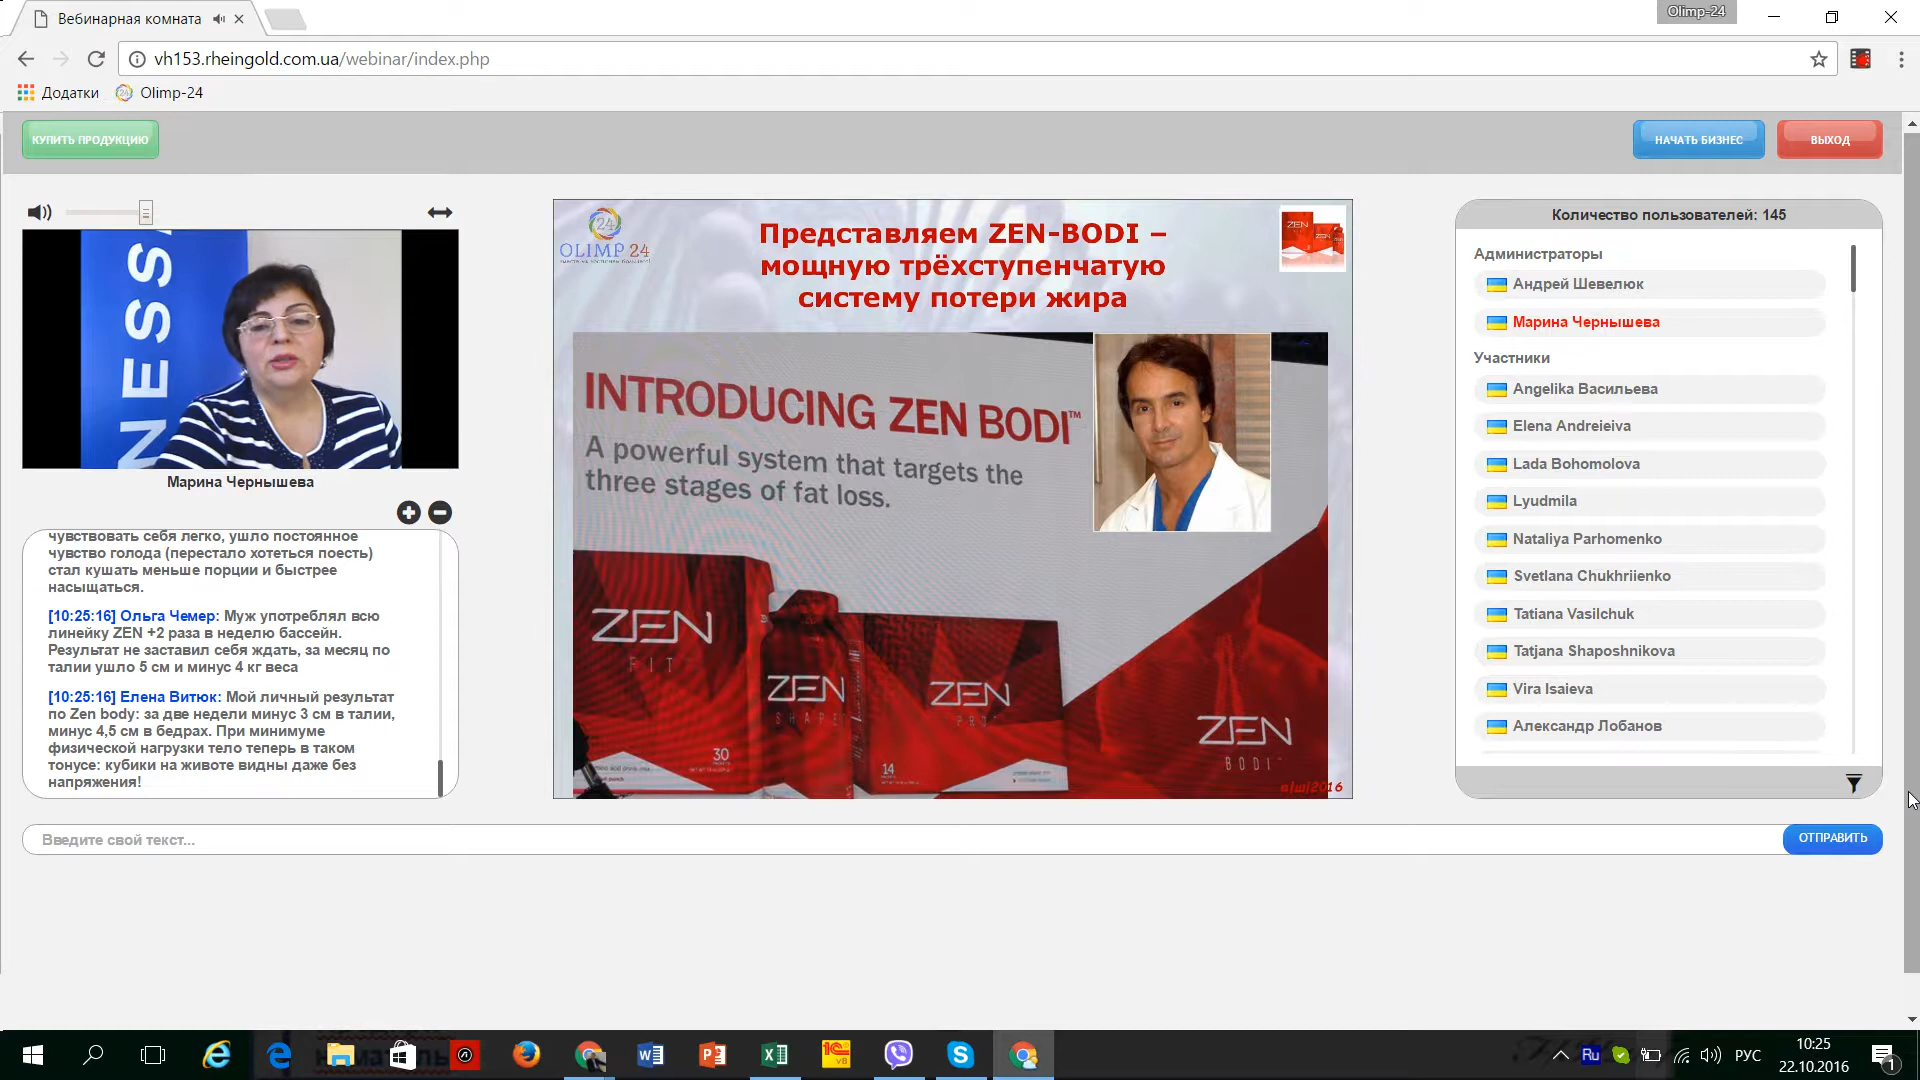 Вебинарная комната
Olimp-24
vh153.rheingold.com.ua/webinar/index.php
Додатки
Olimp-24
КУПИТЬ ПРОДУКЦИЮ
НАЧАТЬ БИЗНЕС
ВЫХОД
NESS
Марина Чернышева
чувствовать себя легко, ушло постоянное
чувство голода (перестало хотеться поесть)
стал кушать меньше порции и быстрее
насыщаться.
[10:25:16] Ольга Чемер: Муж употреблял всю
линейку ZEN +2 раза в неделю бассейн.
Результат не заставил себя ждать, за месяц по
талии ушло 5 см и минус 4 кг веса
[10:25:16] Елена Витюк: Мой личный результат
по Zen body: за две недели минус 3 см в талии,
минус 4,5 см в бедрах. При минимуме
физической нагрузки тело теперь в таком
тонусе: кубики на животе видны даже без
напряжения!
24
OLIMP 24
Представляем ZEN-BODI –
мощную трёхступенчатую
систему потери жира
INTRODUCING ZEN BODI™
A powerful system that targets the
three stages of fat loss.
ZEN
FIT
30
ZEN
SHAPE
ZEN
PRO
14
ZEN
BODI
Количество пользователей: 145
Администраторы
Андрей Шевелюк
Марина Чернышева
Участники
Angelika Васильева
Elena Andreieiva
Lada Bohomolova
Lyudmila
Nataliya Parhomenko
Svetlana Chukhriienko
Tatiana Vasilchuk
Tatjana Shaposhnikova
Vira Isaieva
Александр Лобанов
Введите свой текст...
ОТПРАВИТЬ
Ru
РУС
10:25
22.10.2016
1